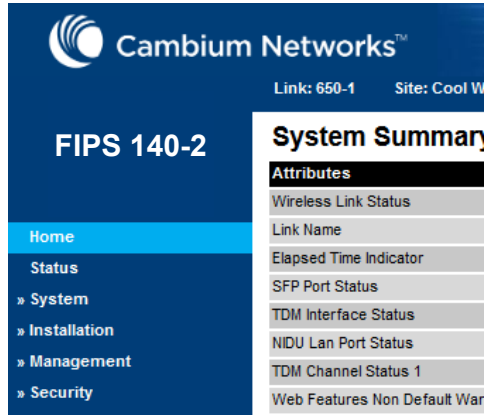 Cambium Networks™
Link: 650-1 Site: Cool
FIPS 140-2
System Summary
Attributes
Wireless Link Status
Link Name
Elapsed Time Indicator
SFP Port Status
TDM Interface Status
NIDU Lan Port Status
TDM Channel Status 1
Web Features Non Default
Home
Status
» System
» Installation
» Management
» Security